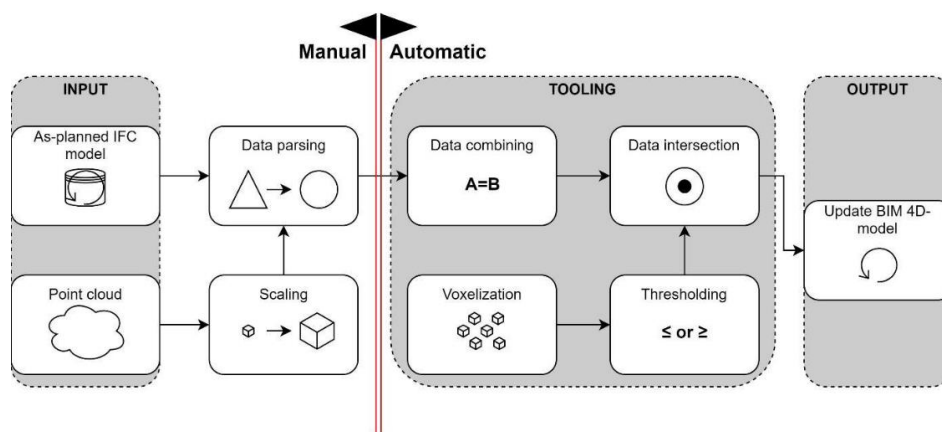 Manual Automatic
INPUT
TOOLING
OUTPUT
As-planned IFC
model
Data parsing
Data combining
A=B
Data intersection
Update BIM 4D-
model
Point cloud
Scaling
Voxelization
Thresholding
≤ or ≥